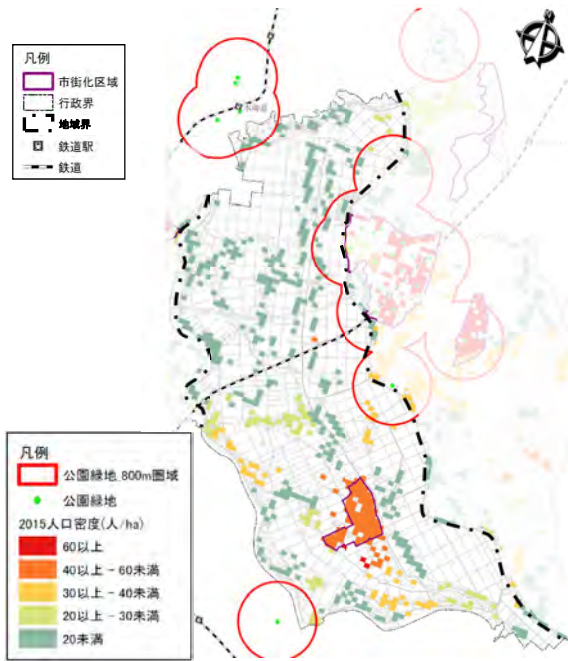 凡例
市街化区域
行政界
地域界
鉄道駅
鉄道
凡例
公園緑地_800m圏域
公園緑地
2015人口密度(人/ha)
60以上
40以上 - 60未満
30以上 - 40未満
20以上 - 30未満
20未満